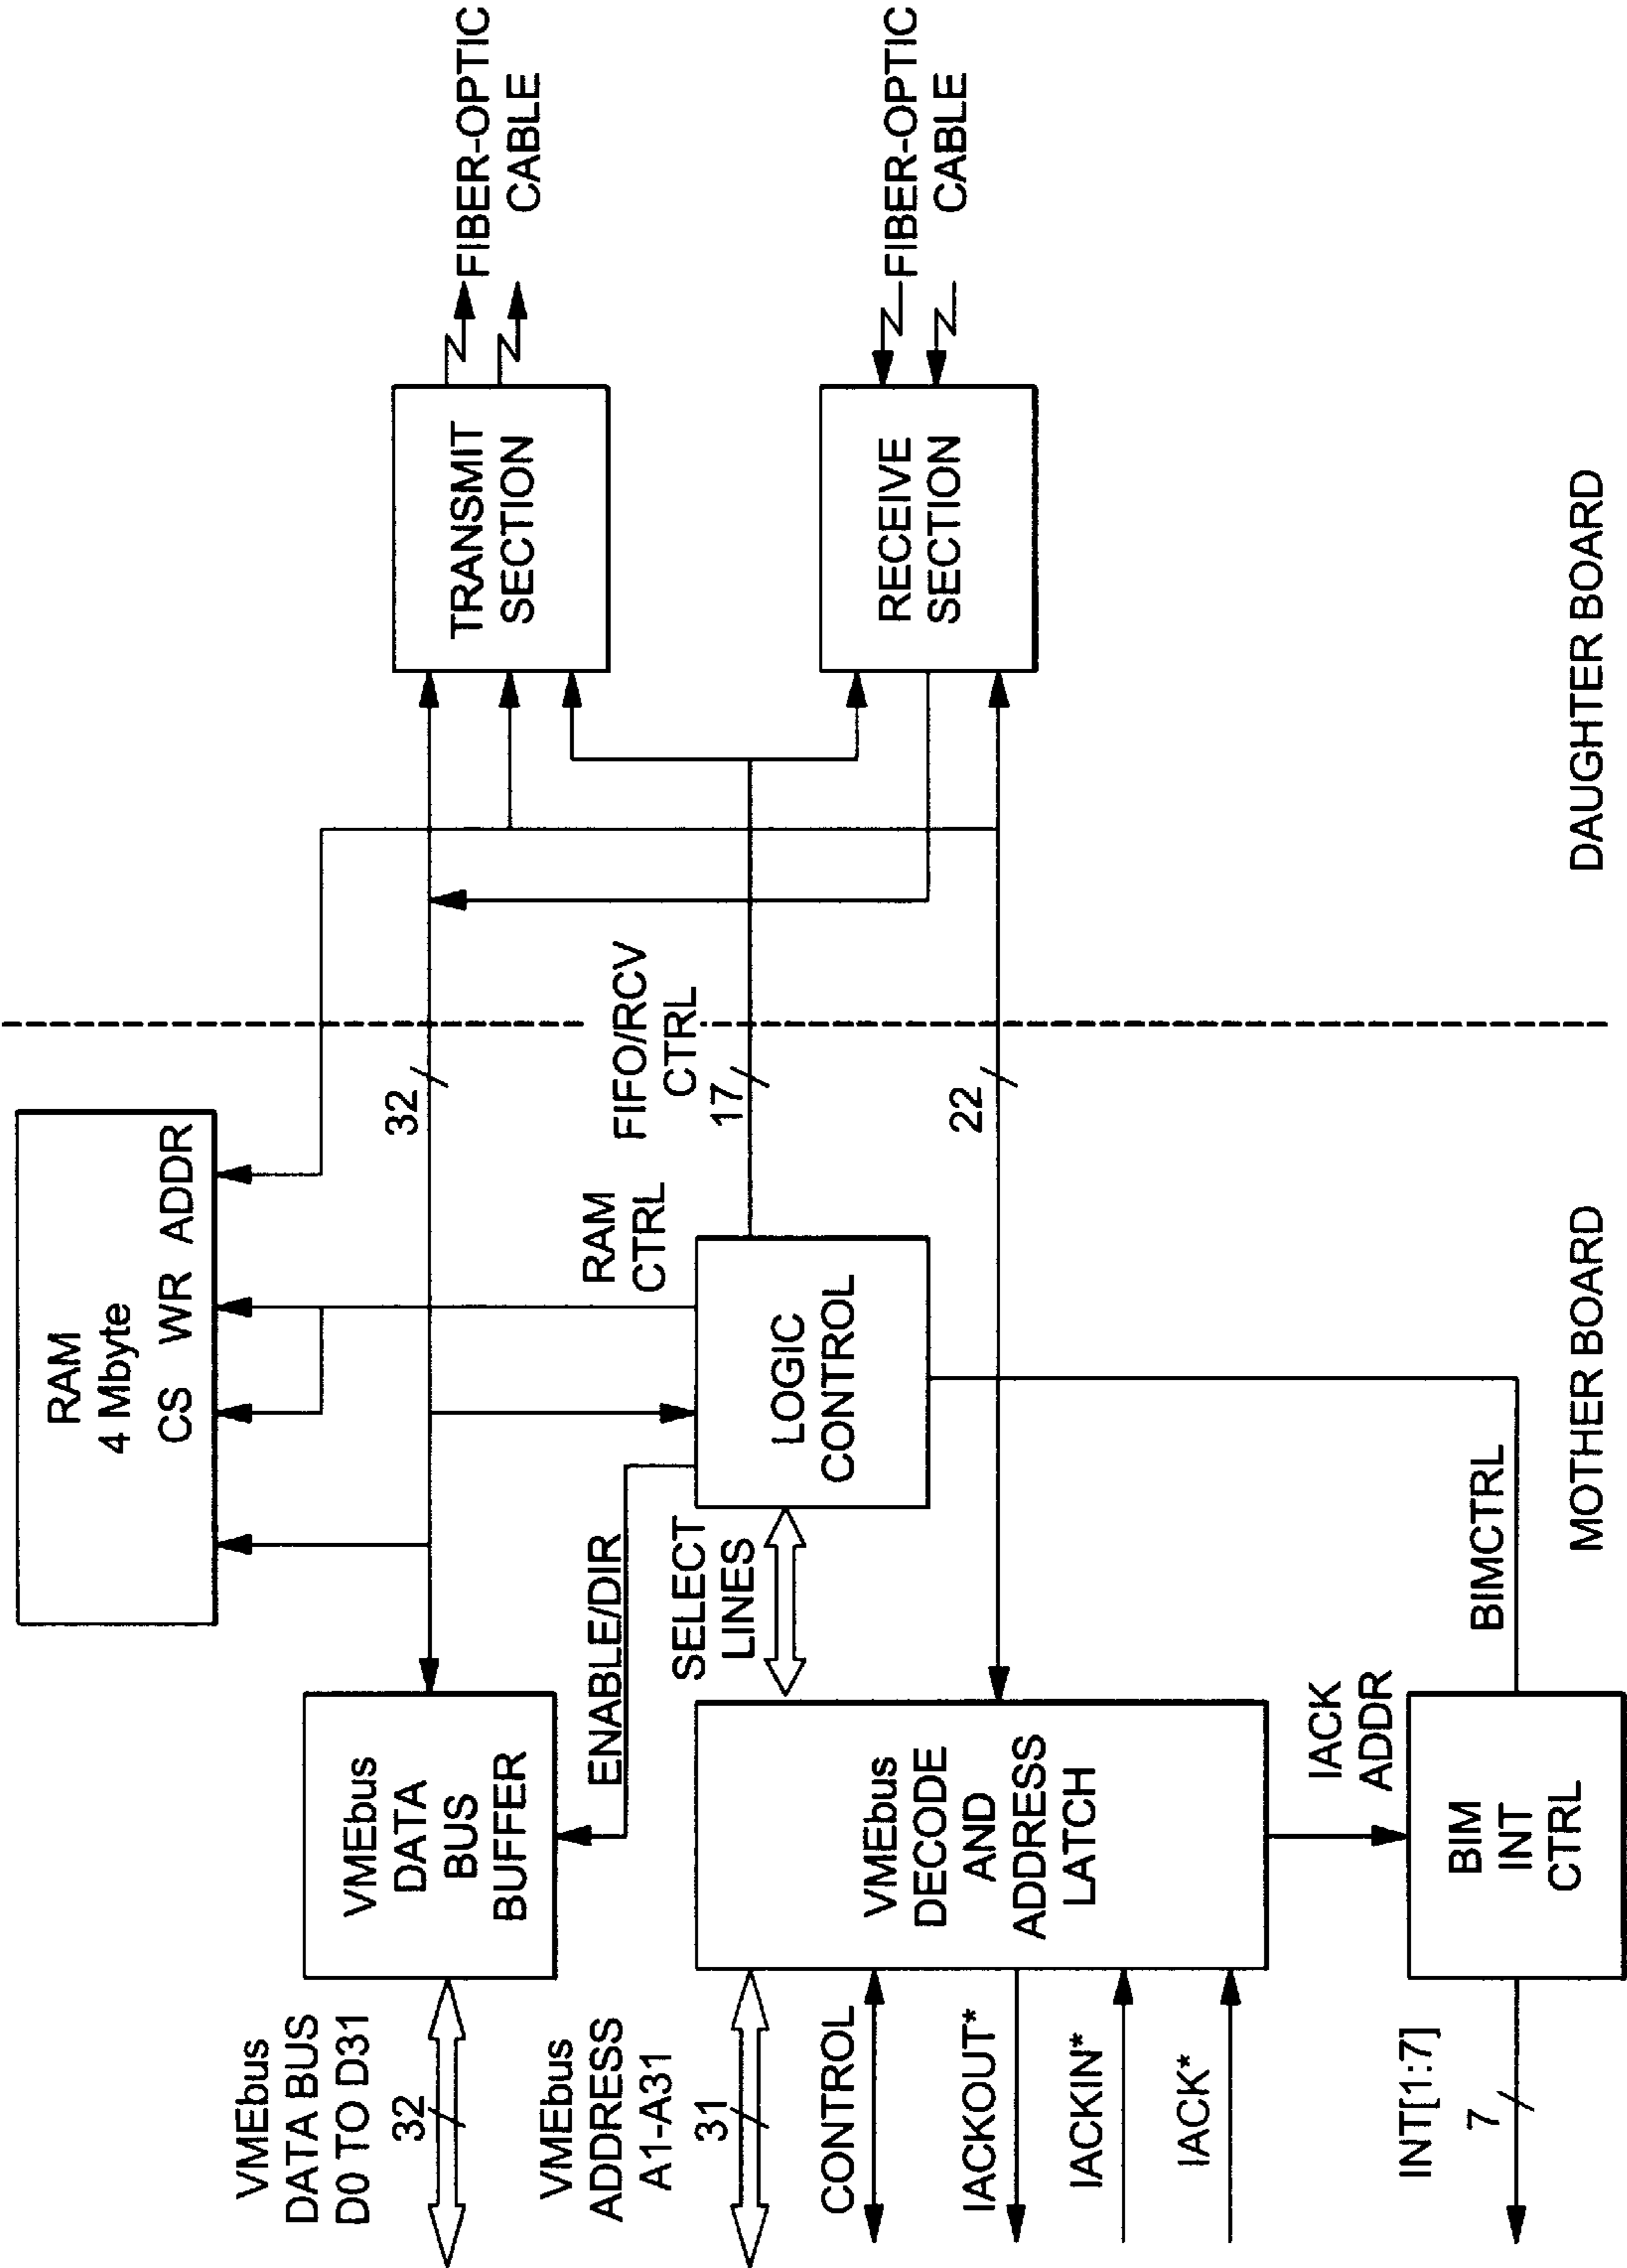 RAM
4 Mbyte
CS WR ADDR
VMEbus
DATA BUS
D0 TO D31
32
VMEbus
DATA
BUS
BUFFER
32
TRANSMIT
SECTION
FIBER-OPTIC
CABLE
ENABLE/DIR
RAM
CTRL
FIFO/RCV
CTRL
17
VMEbus
ADDRESS
A1-A31
31
SELECT
LINES
LOGIC
CONTROL
CONTROL
IACKOUT*
IACKIN*
IACK*
VMEbus
DECODE
AND
ADDRESS
LATCH
22
RECEIVE
SECTION
FIBER-OPTIC
CABLE
IACK
ADDR
INT[1:7]
7
BIM
INT
CTRL
BIMCTRL
MOTHER BOARD
DAUGHTER BOARD